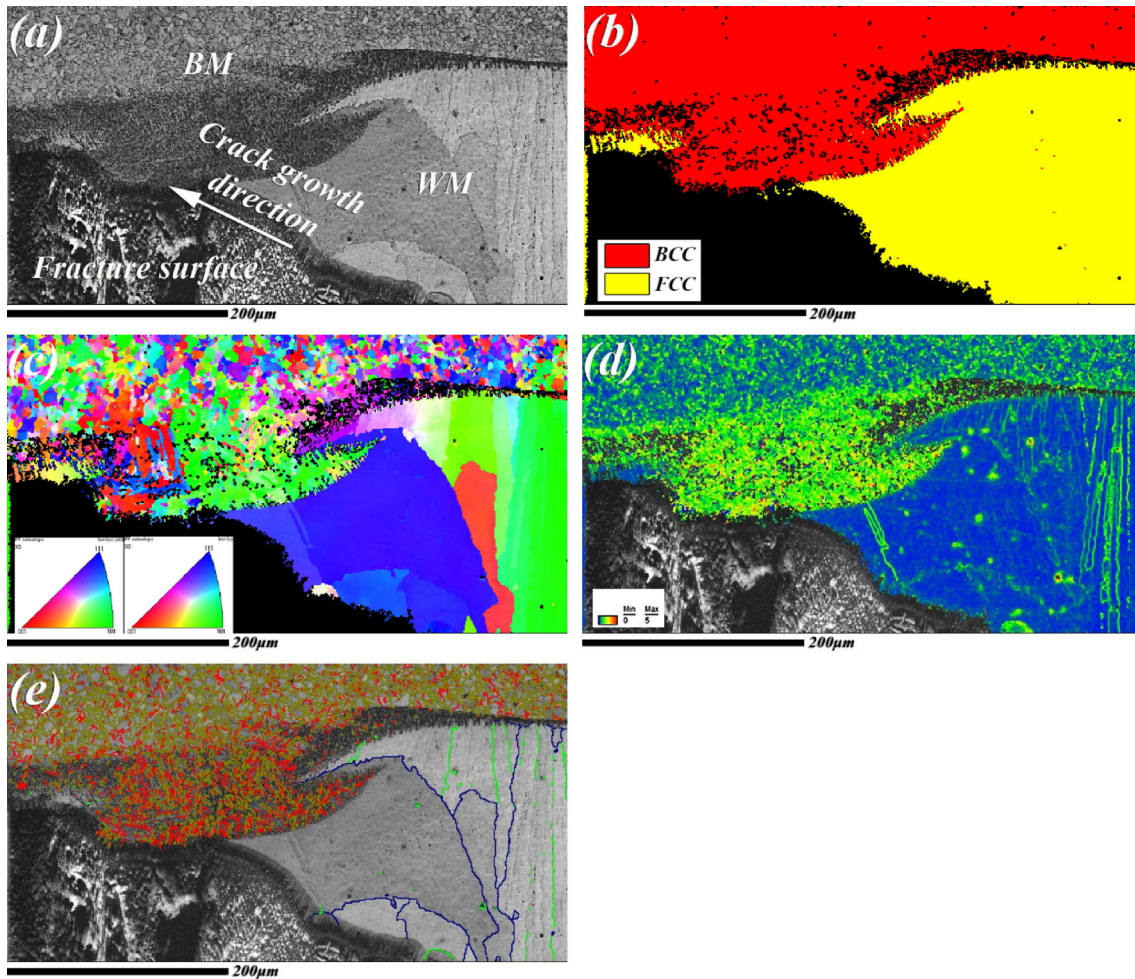 (a)
BM
Crack growth
direction
WM
Fracture surface
200μm
(b)
BCC
FCC
200μm
(c)
111
001
101
111
001
101
200μm
(d)
Min Max
0 5
200μm
(e)
200μm